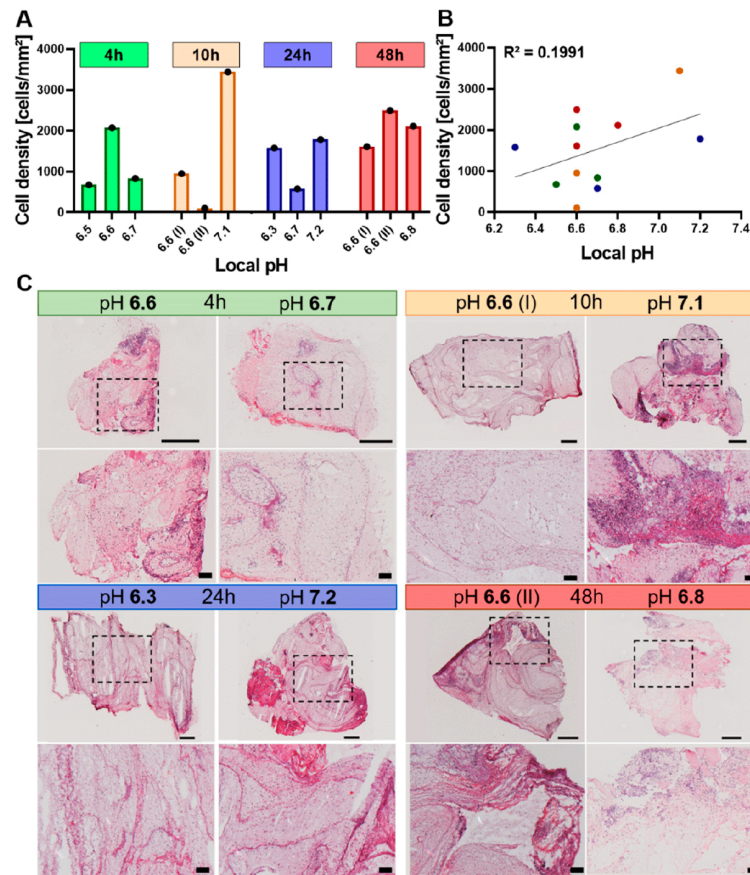 A
B
4h
10h
24h
48h
R² = 0.1991
Cell density [cells/mm²]
4000
3000
2000
1000
0
6.5
6.6
6.7
6.6 (I)
6.6 (II)
7.1
6.3
6.7
7.2
6.6 (I)
6.6 (II)
6.8
Local pH
Cell density [cells/mm²]
4000
3000
2000
1000
0
6.2
6.4
6.6
6.8
7.0
7.2
7.4
Local pH
C
pH 6.6 4h pH 6.7
pH 6.6 (I) 10h pH 7.1
pH 6.3 24h pH 7.2
pH 6.6 (II) 48h pH 6.8